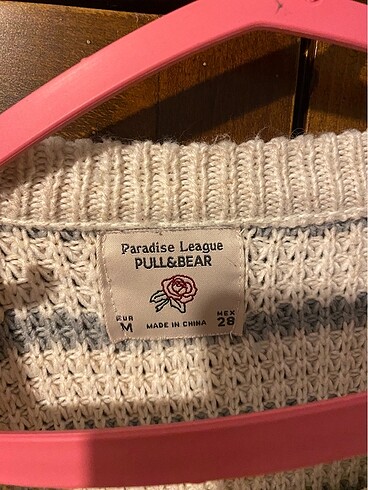 Paradise League
PULL&BEAR
EUR MEX
M MADE IN CHINA 28